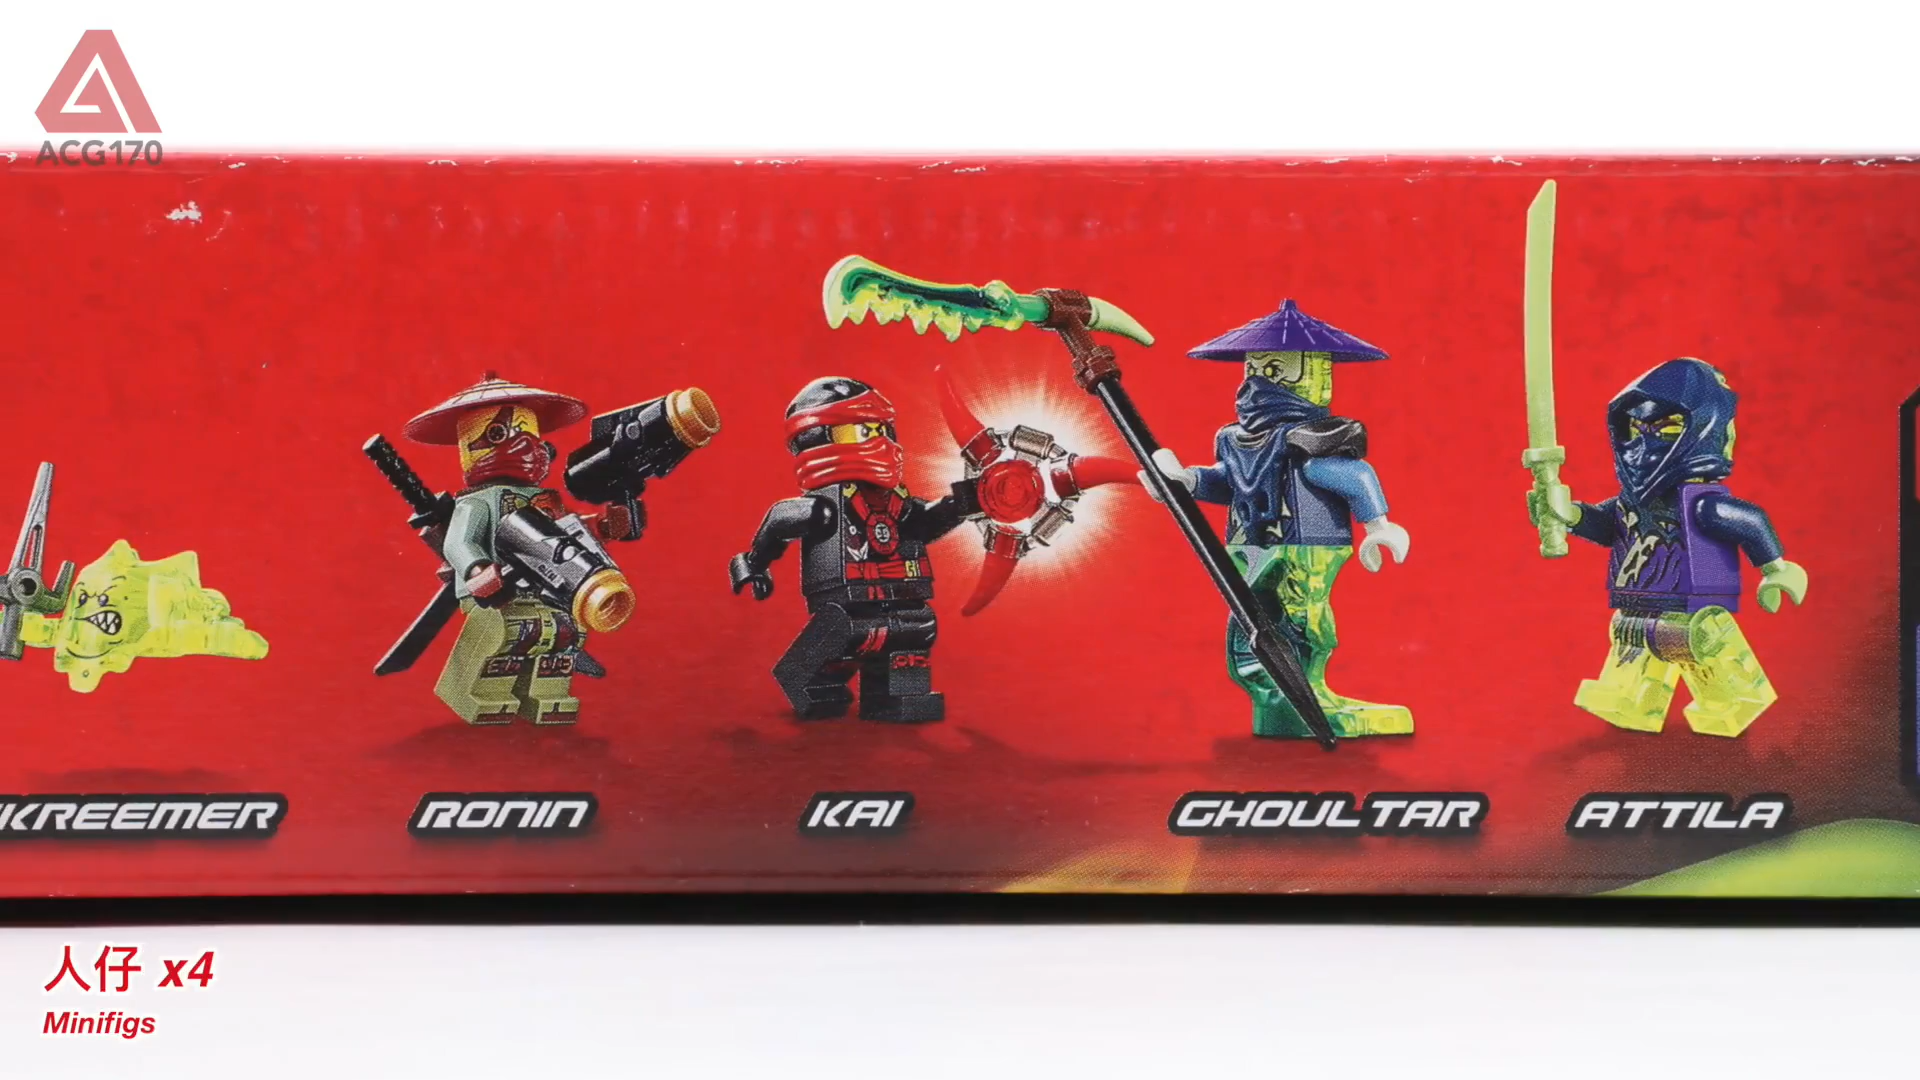 ACG170
KREEMER
RONIN
KAI
GHOULTAR
ATTILA
人仔 x4
Minifigs